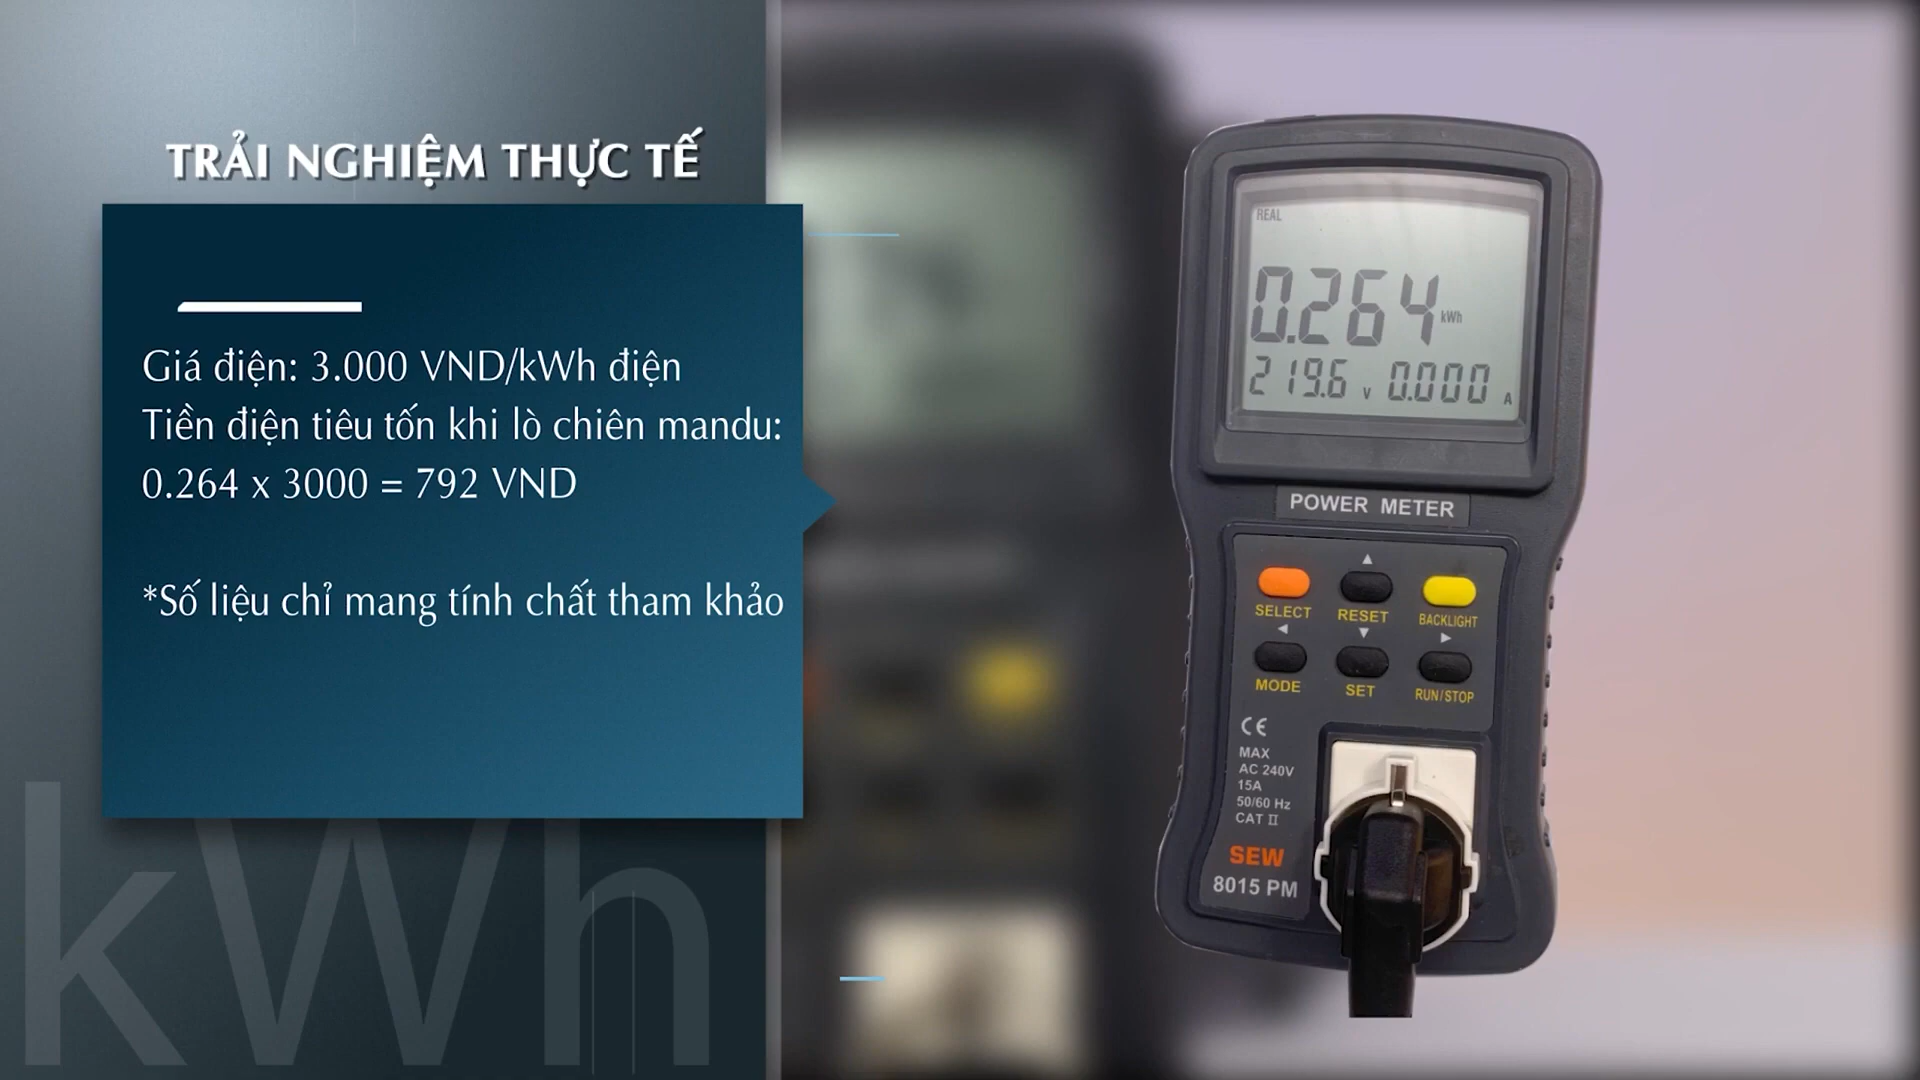 TRẢI NGHIỆM THỰC TẾ
Giá điện: 3.000 VND/kWh điện
Tiền điện tiêu tốn khi lò chiên mandu:
0.264 x 3000 = 792 VND
*Số liệu chỉ mang tính chất tham khảo
kWh
REAL
0.264 kWh
219.6 V 0.000 A
POWER METER
SELECT RESET BACKLIGHT
MODE SET RUN/STOP
CE
MAX
AC 240V
15A
50/60 Hz
CAT II
SEW
8015 PM